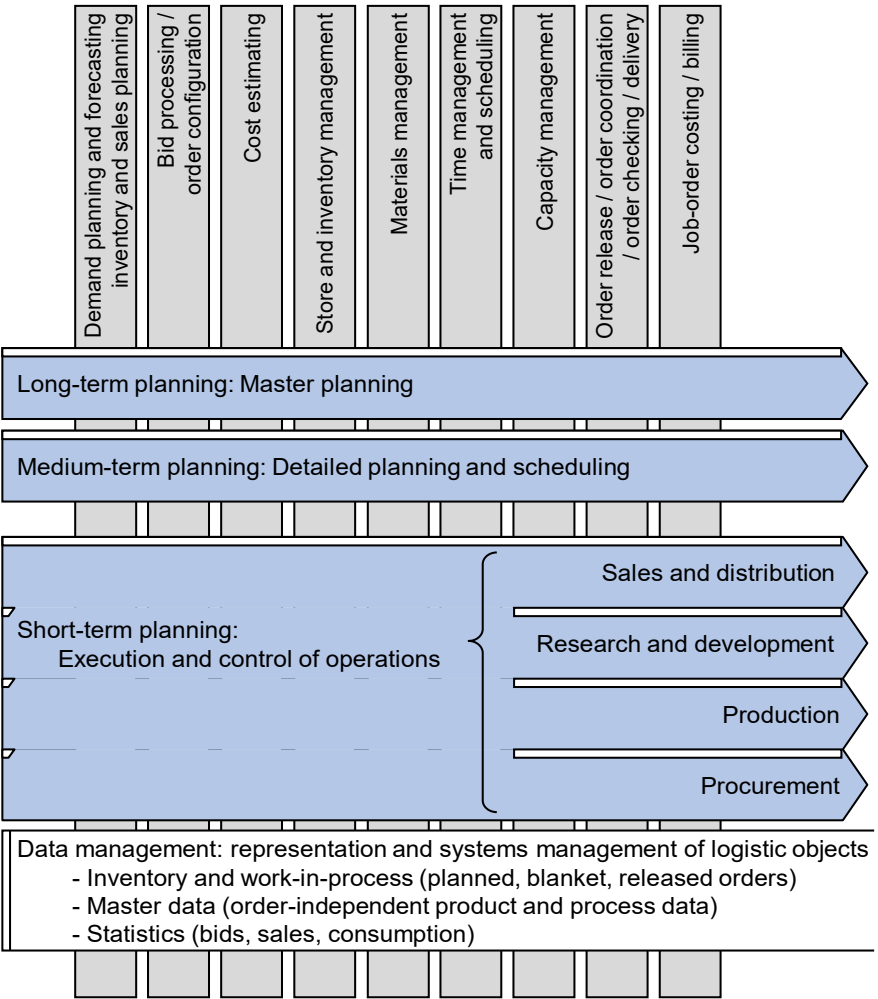 Demand planning and forecasting
inventory and sales planning
Bid processing /
order configuration
Cost estimating
Store and inventory management
Materials management
Time management
and scheduling
Capacity management
Order release / order coordination
/ order checking / delivery
Job-order costing / billing
Long-term planning: Master planning
Medium-term planning: Detailed planning and scheduling
Short-term planning:
Execution and control of operations
Sales and distribution
Research and development
Production
Procurement
Data management: representation and systems management of logistic objects
- Inventory and work-in-process (planned, blanket, released orders)
- Master data (order-independent product and process data)
- Statistics (bids, sales, consumption)